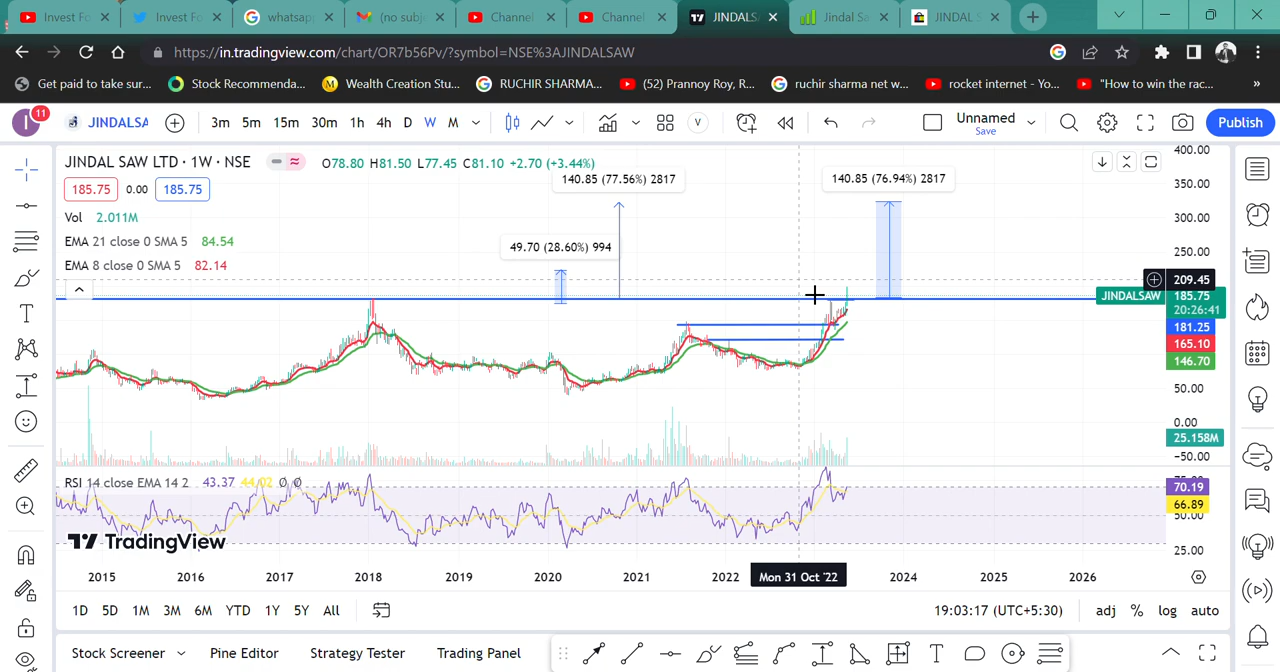 Invest Fo
Invest Fo
whatsapp
(no subje
Channel
Channel
JINDALS
Jindal Sa
JINDAL S
https://in.tradingview.com/chart/OR7b56Pv/?symbol=NSE%3AJINDALSAW
Get paid to take sur...
Stock Recommenda...
Wealth Creation Stu...
RUCHIR SHARMA...
(52) Prannoy Roy, R...
ruchir sharma net w...
rocket internet - Yo...
"How to win the rac...
»
I
11
JINDALSA
3m
5m
15m
30m
1h
4h
D
W
M
V
Unnamed
Save
Publish
JINDAL SAW LTD · 1W · NSE
O78.80 H81.50 L77.45 C81.10 +2.70 (+3.44%)
185.75
0.00
185.75
Vol 2.011M
EMA 21 close 0 SMA 5 84.54
EMA 8 close 0 SMA 5 82.14
140.85 (77.56%) 2817
140.85 (76.94%) 2817
49.70 (28.60%) 994
400.00
350.00
300.00
250.00
209.45
JINDALSAW
185.75
20:26:41
181.25
165.10
146.70
50.00
0.00
25.158M
−50.00
RSI 14 close EMA 14 2 43.37 44.02 Ø Ø
70.19
66.89
50.00
25.00
TradingView
2015
2016
2017
2018
2019
2020
2021
2022
Mon 31 Oct '22
2024
2025
2026
1D
5D
1M
3M
6M
YTD
1Y
5Y
All
19:03:17 (UTC+5:30)
adj
%
log
auto
Stock Screener
Pine Editor
Strategy Tester
Trading Panel